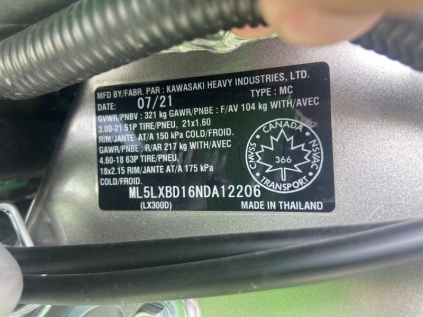 MFD BY/FABR. PAR : KAWASAKI HEAVY INDUSTRIES, LTD.
DATE : 07/21 TYPE : MC
GVWR/PNBV : 321 kg GAWR/PNBE : F/AV 104 kg WITH/AVEC
3.00-21 51P TIRE/PNEU, 21x1.60
RIM/JANTE AT/A 150 kPa COLD/FROID.
GAWR/PNBE : R/AR 217 kg WITH/AVEC
4.60-18 63P TIRE/PNEU,
18x2.15 RIM/JANTE AT/A 175 kPa
COLD/FROID.
CANADA
CMVSS
366
NSVAC
TRANSPORT
ML5LXBD16NDA12206
(LX300D) MADE IN THAILAND